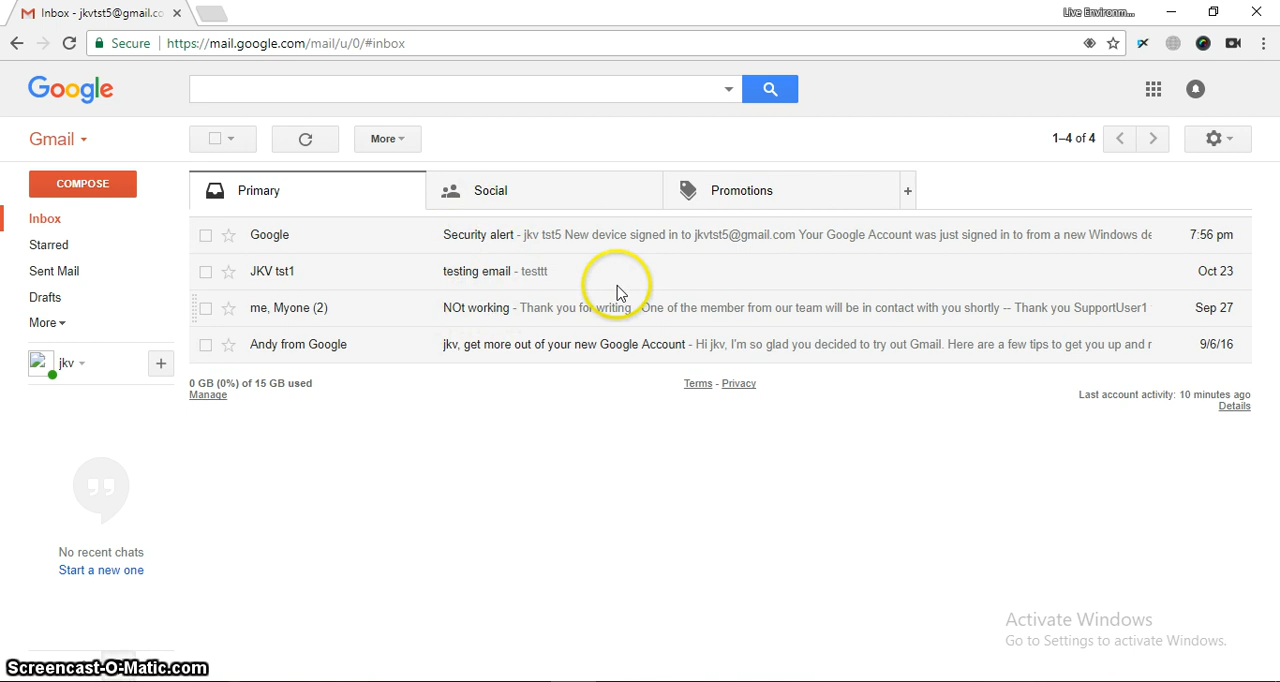 Inbox - jkvtst5@gmail.co
Live Environm...
Secure https://mail.google.com/mail/u/0/#inbox
Google
Gmail
More
1–4 of 4
COMPOSE
Inbox
Starred
Sent Mail
Drafts
More
jkv
Primary
Social
Promotions
Google Security alert - jkv tst5 New device signed in to jkvtst5@gmail.com Your Google Account was just signed in to from a new Windows de 7:56 pm
JKV tst1 testing email - testtt Oct 23
me, Myone (2) NOt working - Thank you for writing One of the member from our team will be in contact with you shortly -- Thank you SupportUser1 Sep 27
Andy from Google jkv, get more out of your new Google Account - Hi jkv, I'm so glad you decided to try out Gmail. Here are a few tips to get you up and r 9/6/16
0 GB (0%) of 15 GB used
Manage
Terms - Privacy
Last account activity: 10 minutes ago
Details
No recent chats
Start a new one
Activate Windows
Go to Settings to activate Windows.
Screencast-O-Matic.com